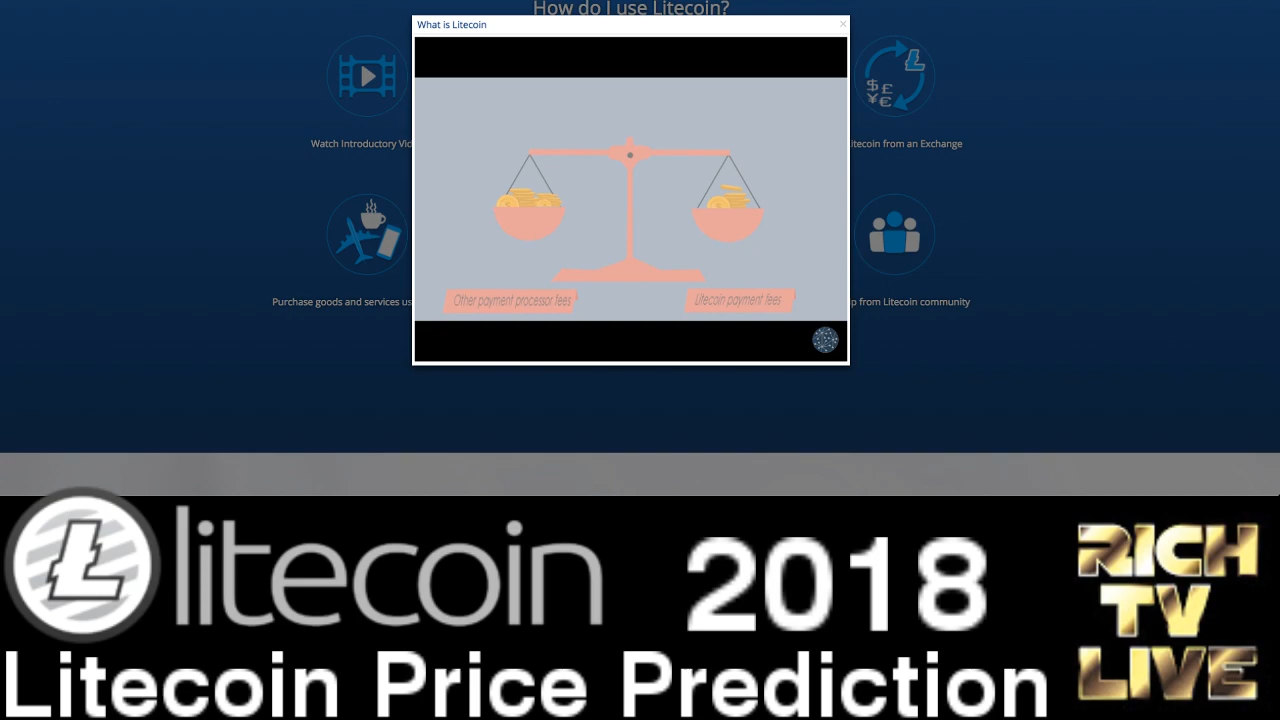 How do I use Litecoin?
What is Litecoin
×
Watch Introductory Vid
itecoin from an Exchange
Purchase goods and services us
p from Litecoin community
Other payment processor fees
Litecoin payment fees
litecoin 2018
Litecoin Price Prediction
RICH
TV
LIVE